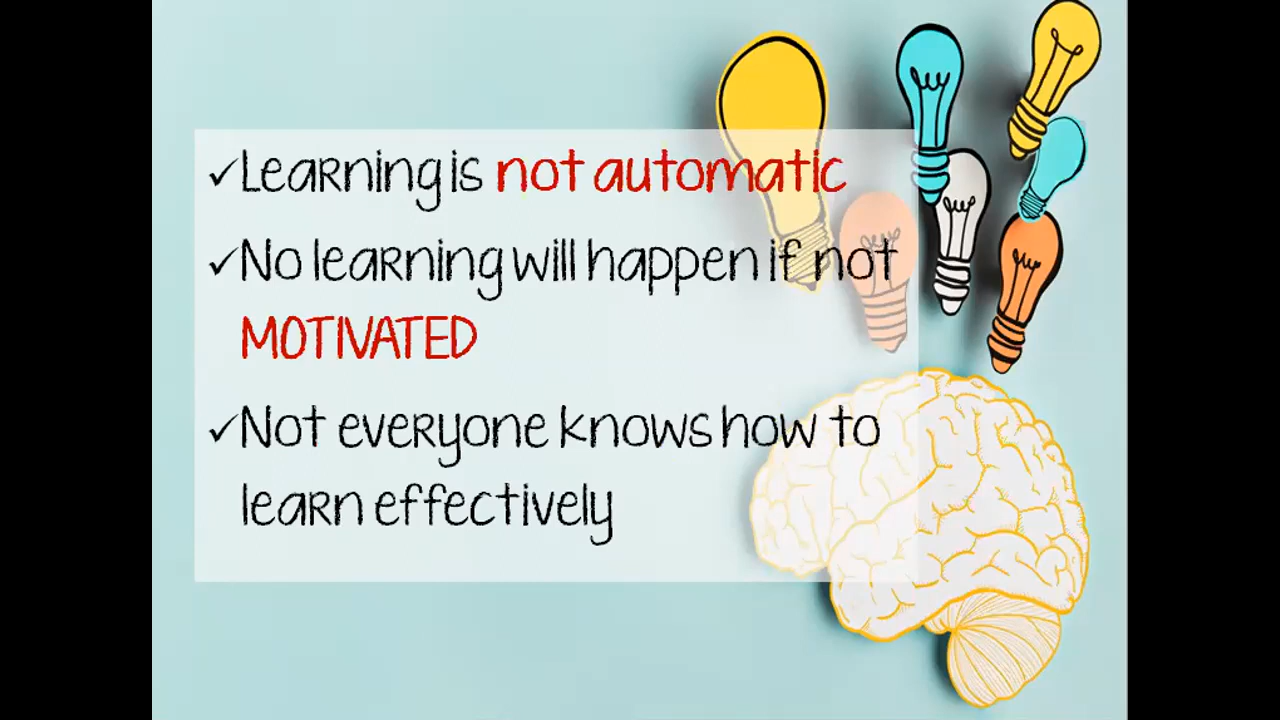 ✓Learning is not automatic
✓No learning will happen if not
MOTIVATED
✓Not everyone knows how to
learn effectively